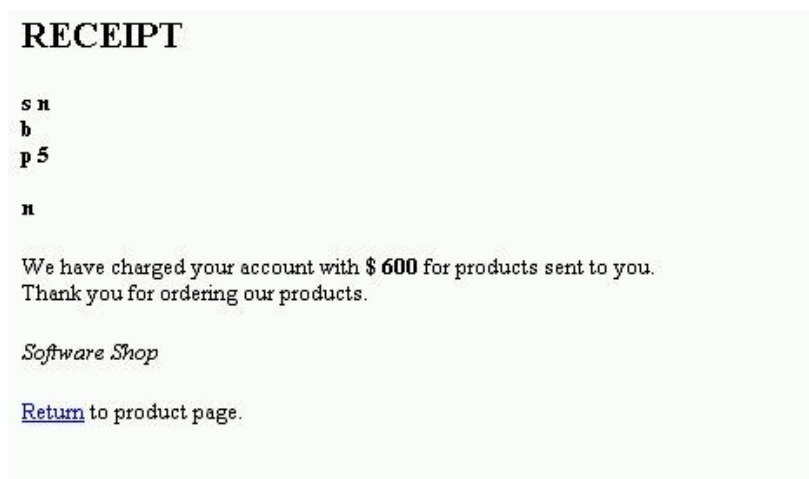 RECEIPT
s n
b
p 5
n
We have charged your account with $ 600 for products sent to you.
Thank you for ordering our products.
Software Shop
Return to product page.